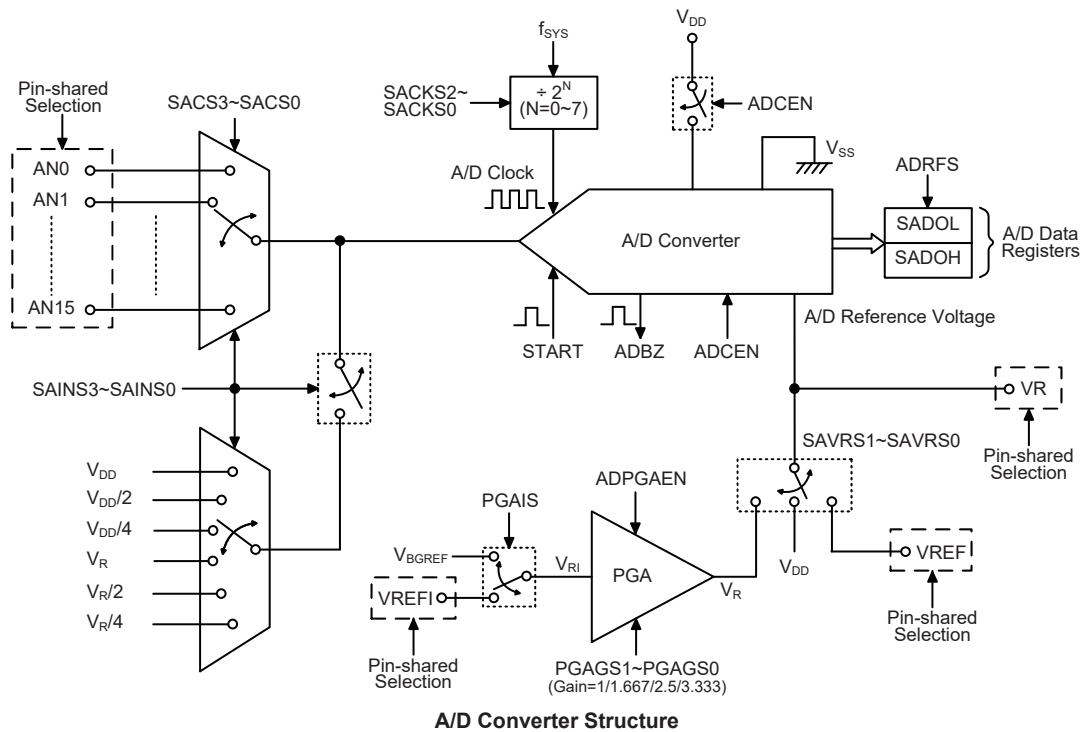 Pin-shared
Selection
AN0
AN1
AN15
SACS3~SACS0
fSYS
SACKS2~
SACKS0
÷ 2^N
(N=0~7)
A/D Clock
VDD
ADCEN
VSS
A/D Converter
ADRFS
SADOL
SADOH
A/D Data
Registers
START
ADBZ
ADCEN
A/D Reference Voltage
VR
Pin-shared
Selection
SAINS3~SAINS0
VDD
VDD/2
VDD/4
VR
VR/2
VR/4
SAVRS1~SAVRS0
PGAIS
VBGREF
VREFI
Pin-shared
Selection
VRI
ADPGAEN
PGA
PGAGS1~PGAGS0
(Gain=1/1.667/2.5/3.333)
VR
VDD
VREF
Pin-shared
Selection
A/D Converter Structure